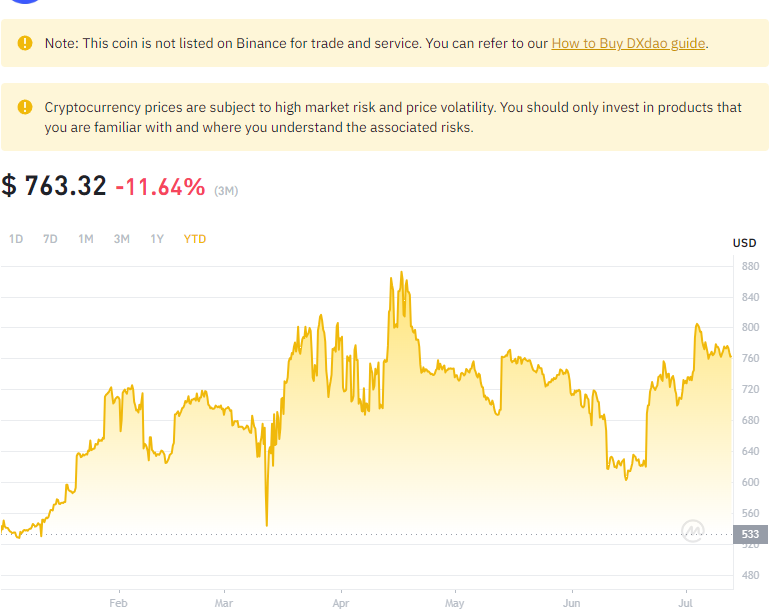 Note: This coin is not listed on Binance for trade and service. You can refer to our How to Buy DXdao guide.
Cryptocurrency prices are subject to high market risk and price volatility. You should only invest in products that
you are familiar with and where you understand the associated risks.
$ 763.32 -11.64% (3M)
1D 7D 1M 3M 1Y YTD
USD
880
840
800
760
720
680
640
600
560
533
520
480
Feb Mar Apr May Jun Jul